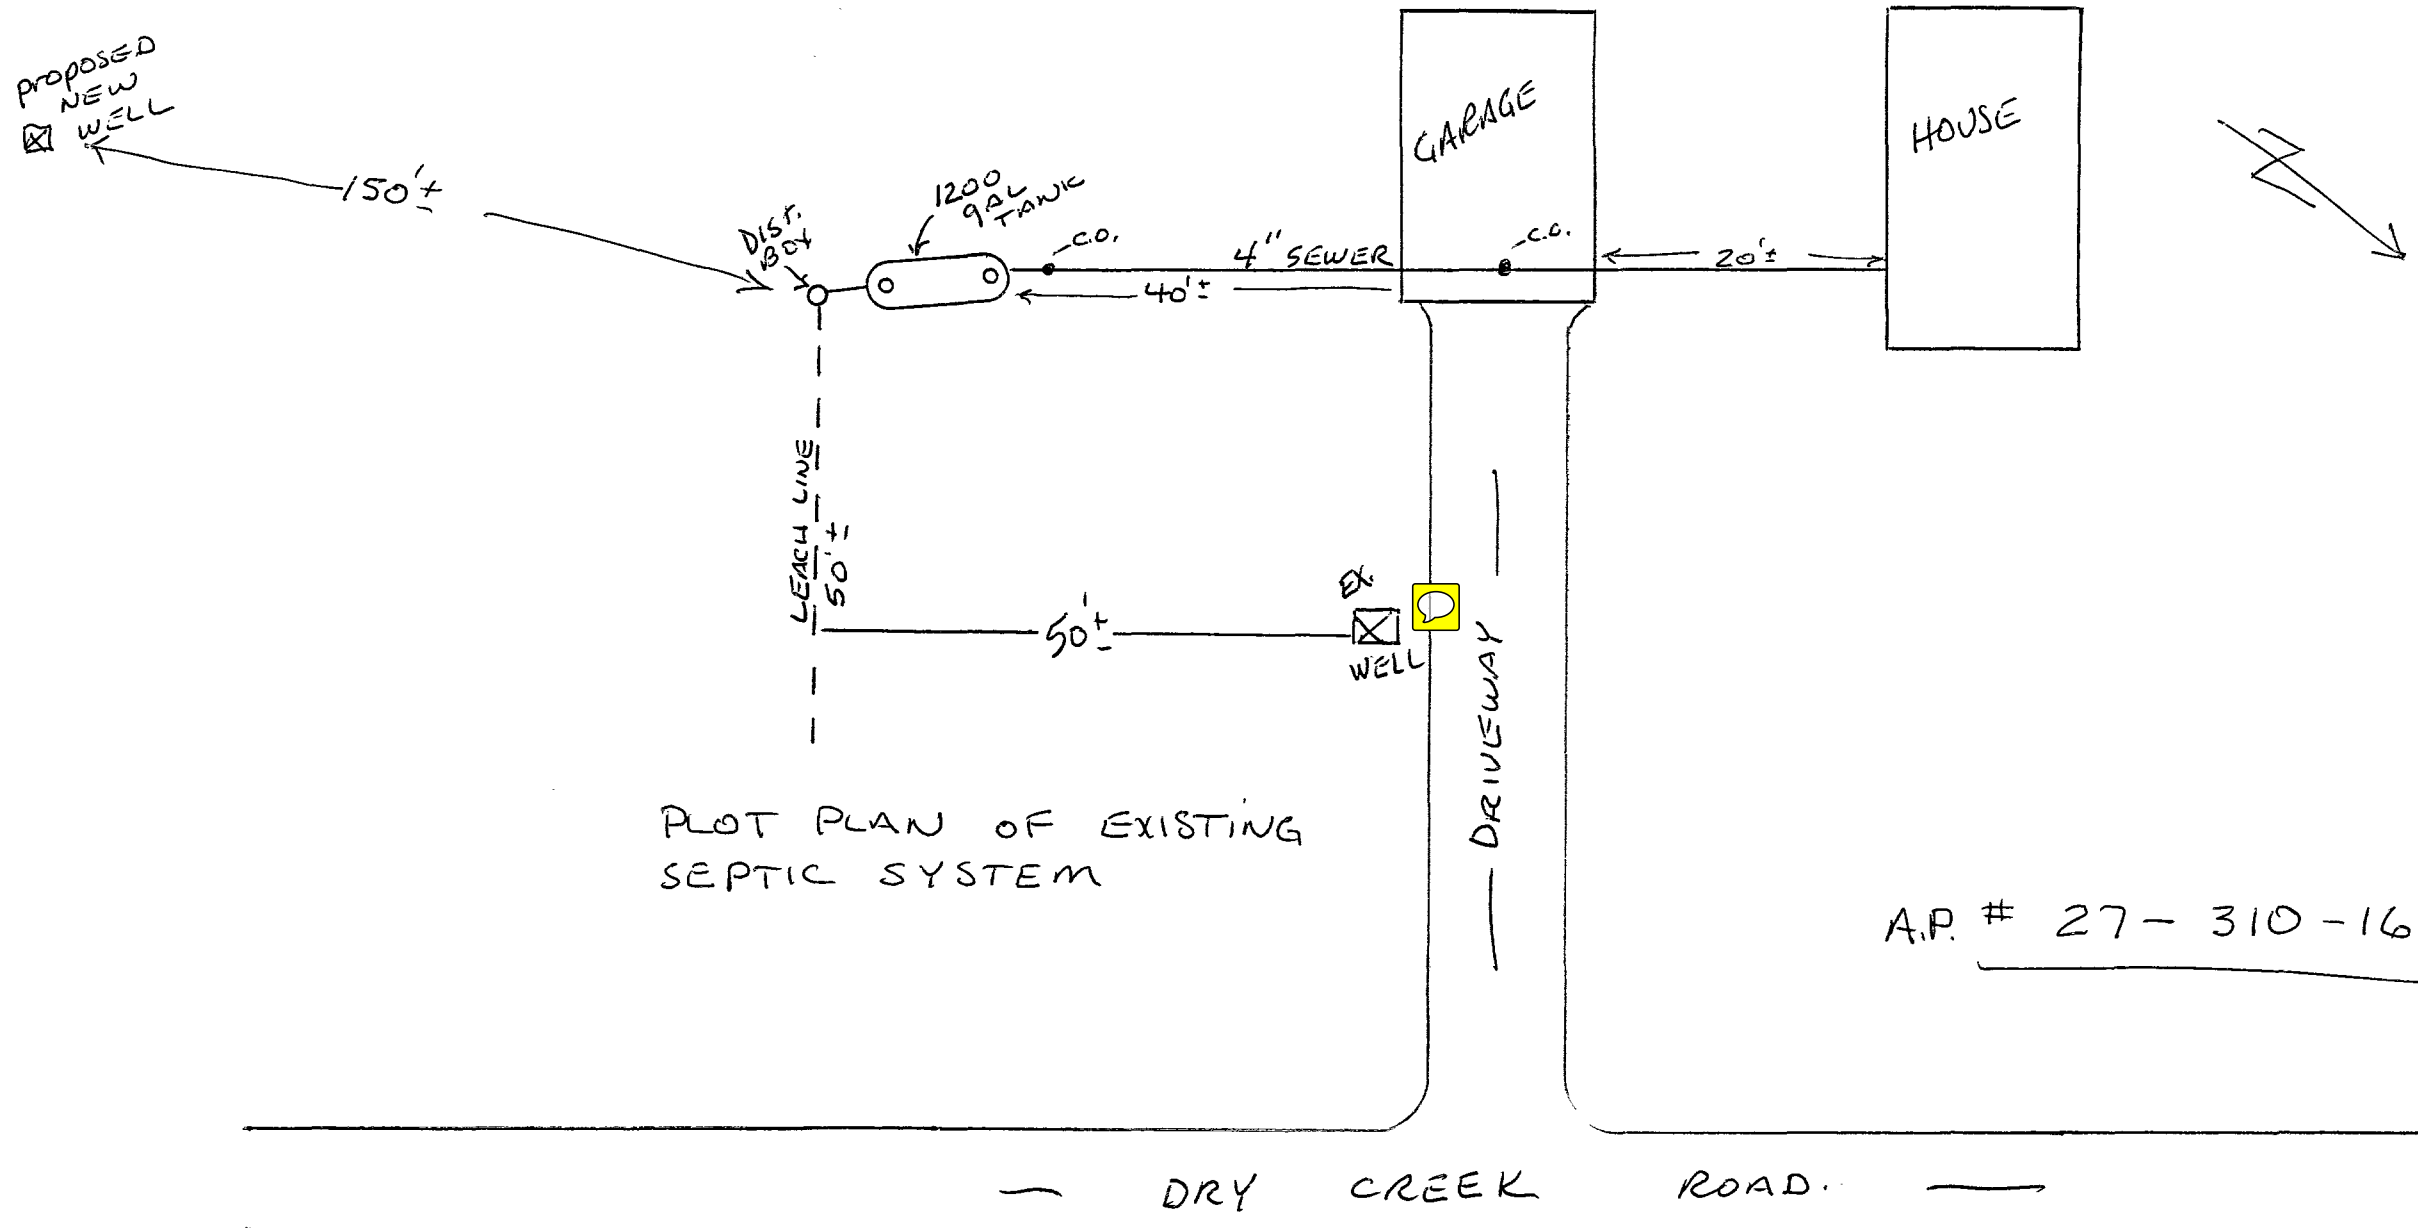 proposed
NEW
WELL
150'±
DIST.
BOX
1200
gAL
TANK
C.O.
4" SEWER
40'±
GARAGE
C.O.
20'±
HOUSE
N
LEACH LINE
50'±
50'±
EX.
WELL
DRIVEWAY
PLOT PLAN OF EXISTING
SEPTIC SYSTEM
A.P. # 27-310-16
DRY CREEK ROAD.